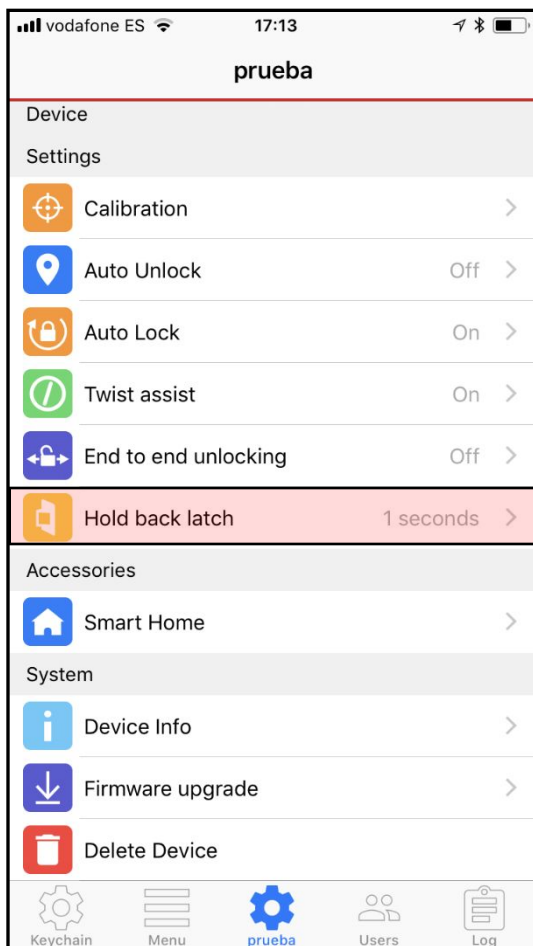 vodafone ES 17:13
prueba
Device
Settings
Calibration
Auto Unlock Off
Auto Lock On
Twist assist On
End to end unlocking Off
Hold back latch 1 seconds
Accessories
Smart Home
System
Device Info
Firmware upgrade
Delete Device
Keychain Menu prueba Users Log